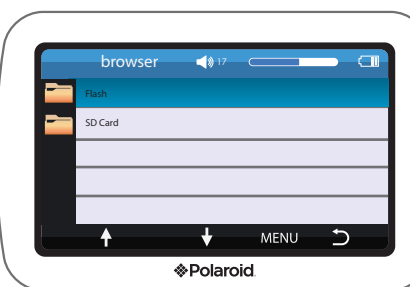 browser 17
Flash
SD Card
MENU
Polaroid